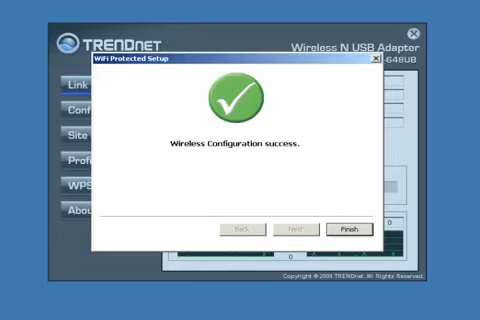 TRENDNET
Wireless N USB Adapter
-648UB
WiFi Protected Setup
Link
Conf
Site
Profi
WPS
Abou
Wireless Configuration success.
Back
Next
Finish
0
0
Copyright © 2009 TRENDnet. All Rights Reserved.